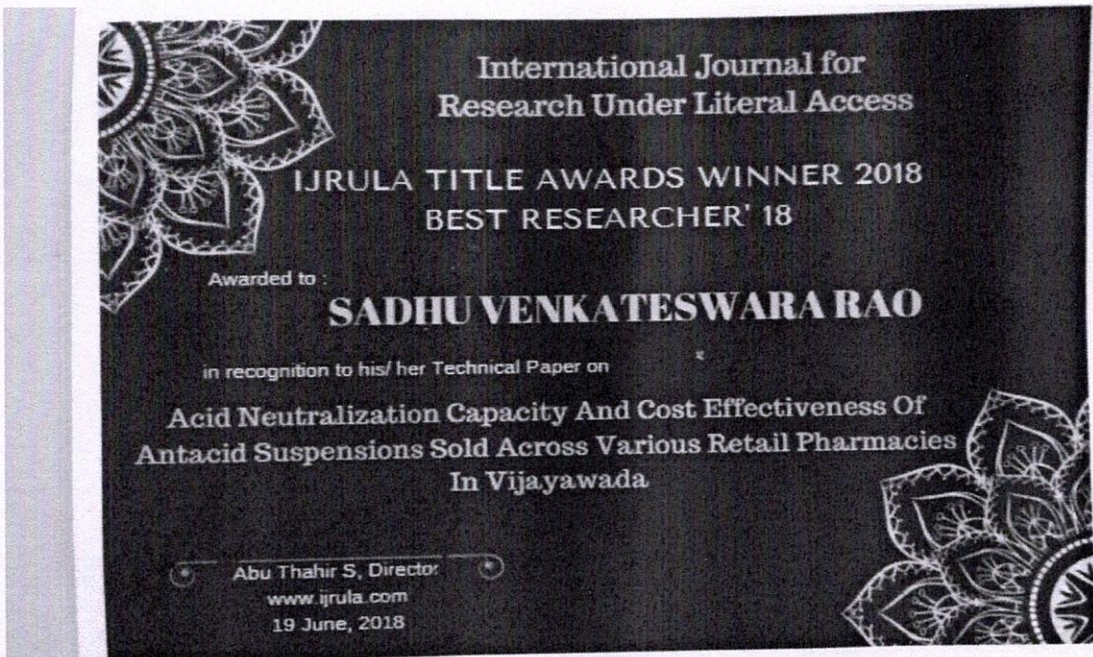 International Journal for
Research Under Literal Access
IJRULA TITLE AWARDS WINNER 2018
BEST RESEARCHER' 18
Awarded to :
SADHU VENKATESWARA RAO
in recognition to his/ her Technical Paper on
Acid Neutralization Capacity And Cost Effectiveness Of
Antacid Suspensions Sold Across Various Retail Pharmacies
In Vijayawada
Abu Thahir S, Director
www.ijrula.com
19 June, 2018